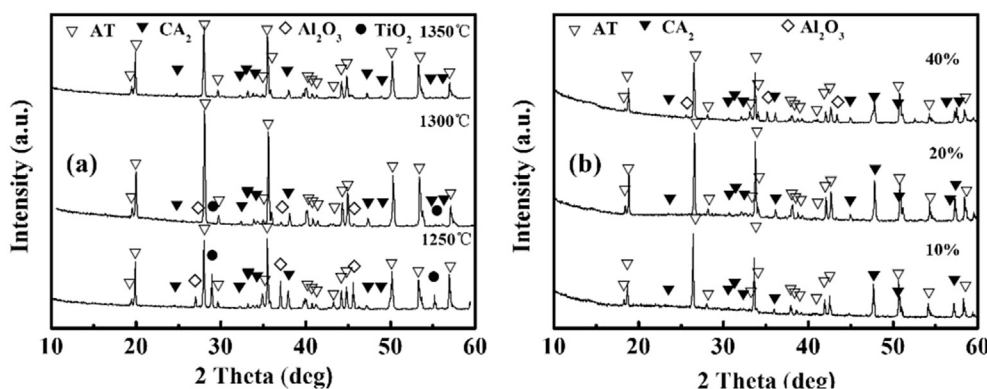 ▽ AT ▼ CA₂ ◇ Al₂O₃ ● TiO₂
1350℃
1300℃
(a)
1250℃
Intensity (a.u.)
10 20 30 40 50 60
2 Theta (deg)
▽ AT ▼ CA₂ ◇ Al₂O₃
40%
20%
(b)
10%
Intensity (a.u.)
10 20 30 40 50 60
2 Theta (deg)